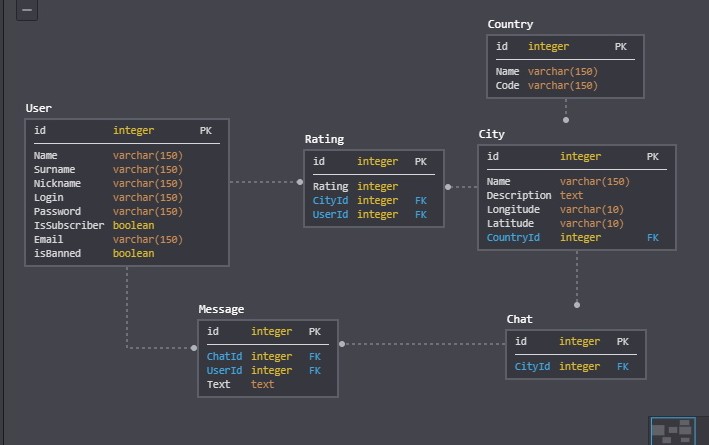 Country
id integer PK
Name varchar(150)
Code varchar(150)
User
id integer PK
Name varchar(150)
Surname varchar(150)
Nickname varchar(150)
Login varchar(150)
Password varchar(150)
IsSubscriber boolean
Email varchar(150)
isBanned boolean
Rating
id integer PK
Rating integer
CityId integer FK
UserId integer FK
City
id integer PK
Name varchar(150)
Description text
Longitude varchar(10)
Latitude varchar(10)
CountryId integer FK
Message
id integer PK
ChatId integer FK
UserId integer FK
Text text
Chat
id integer PK
CityId integer FK